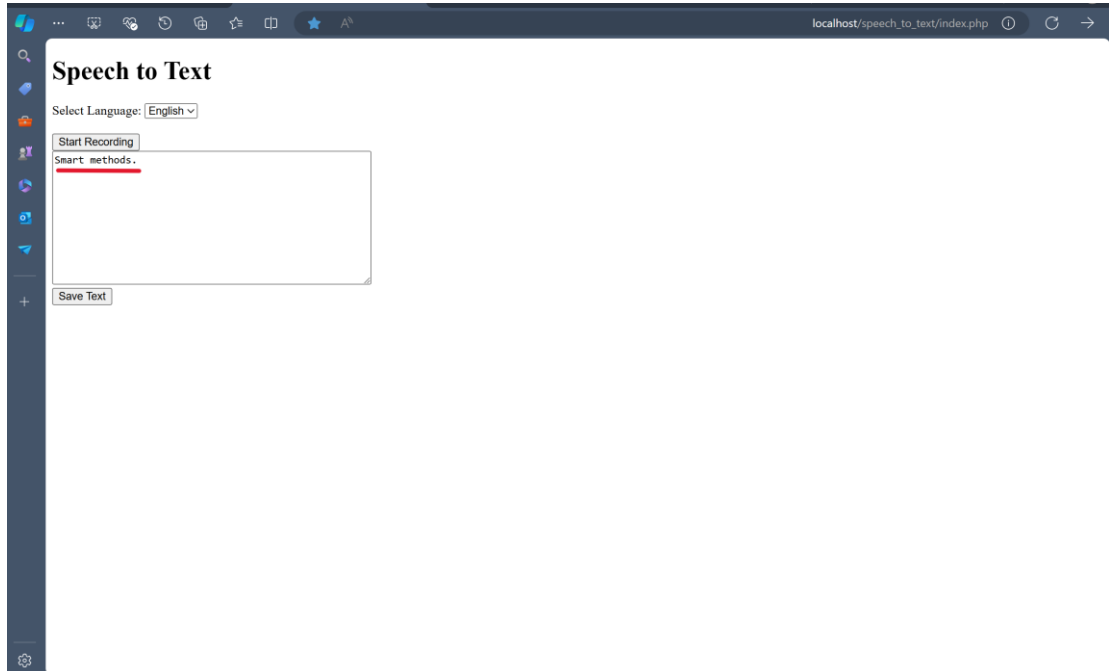 localhost/speech_to_text/index.php
Speech to Text
Select Language: English
Start Recording
Smart methods.
Save Text